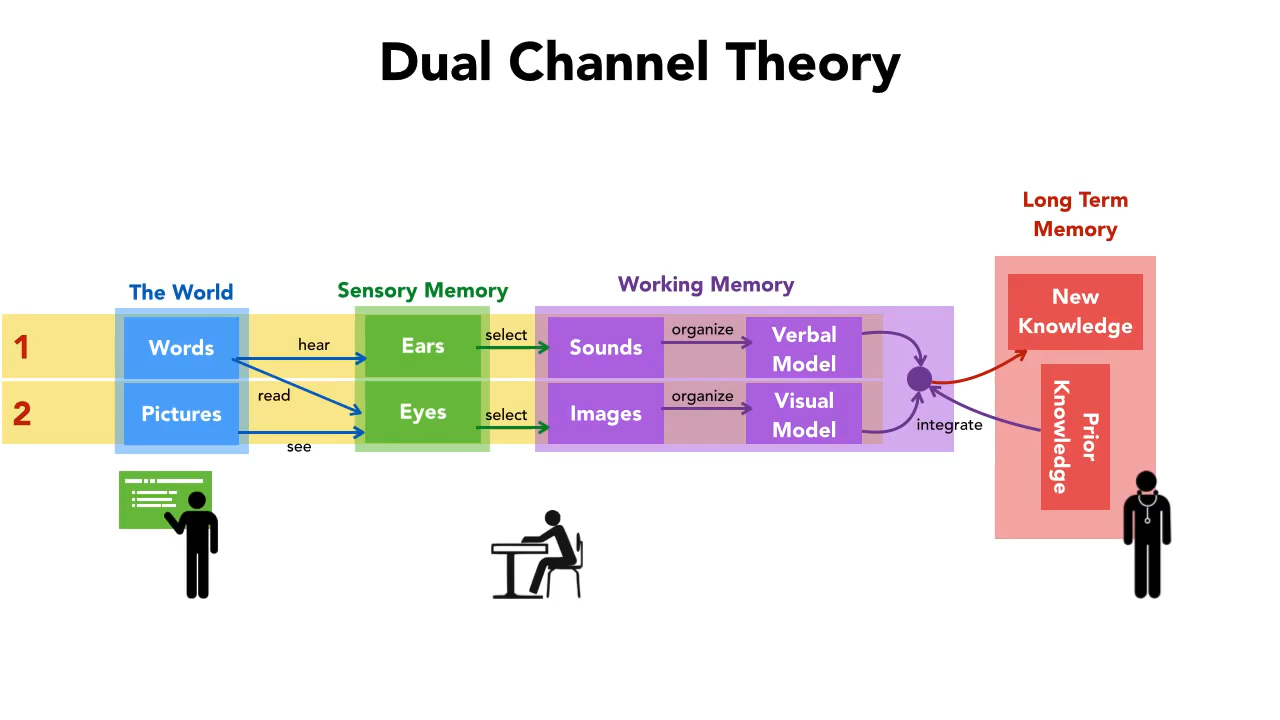 Dual Channel Theory
Long Term
Memory
The World
Sensory Memory
Working Memory
New
Knowledge
1
Words
hear
Ears
select
Sounds
organize
Verbal
Model
read
2
Pictures
see
Eyes
select
Images
organize
Visual
Model
integrate
Prior
Knowledge